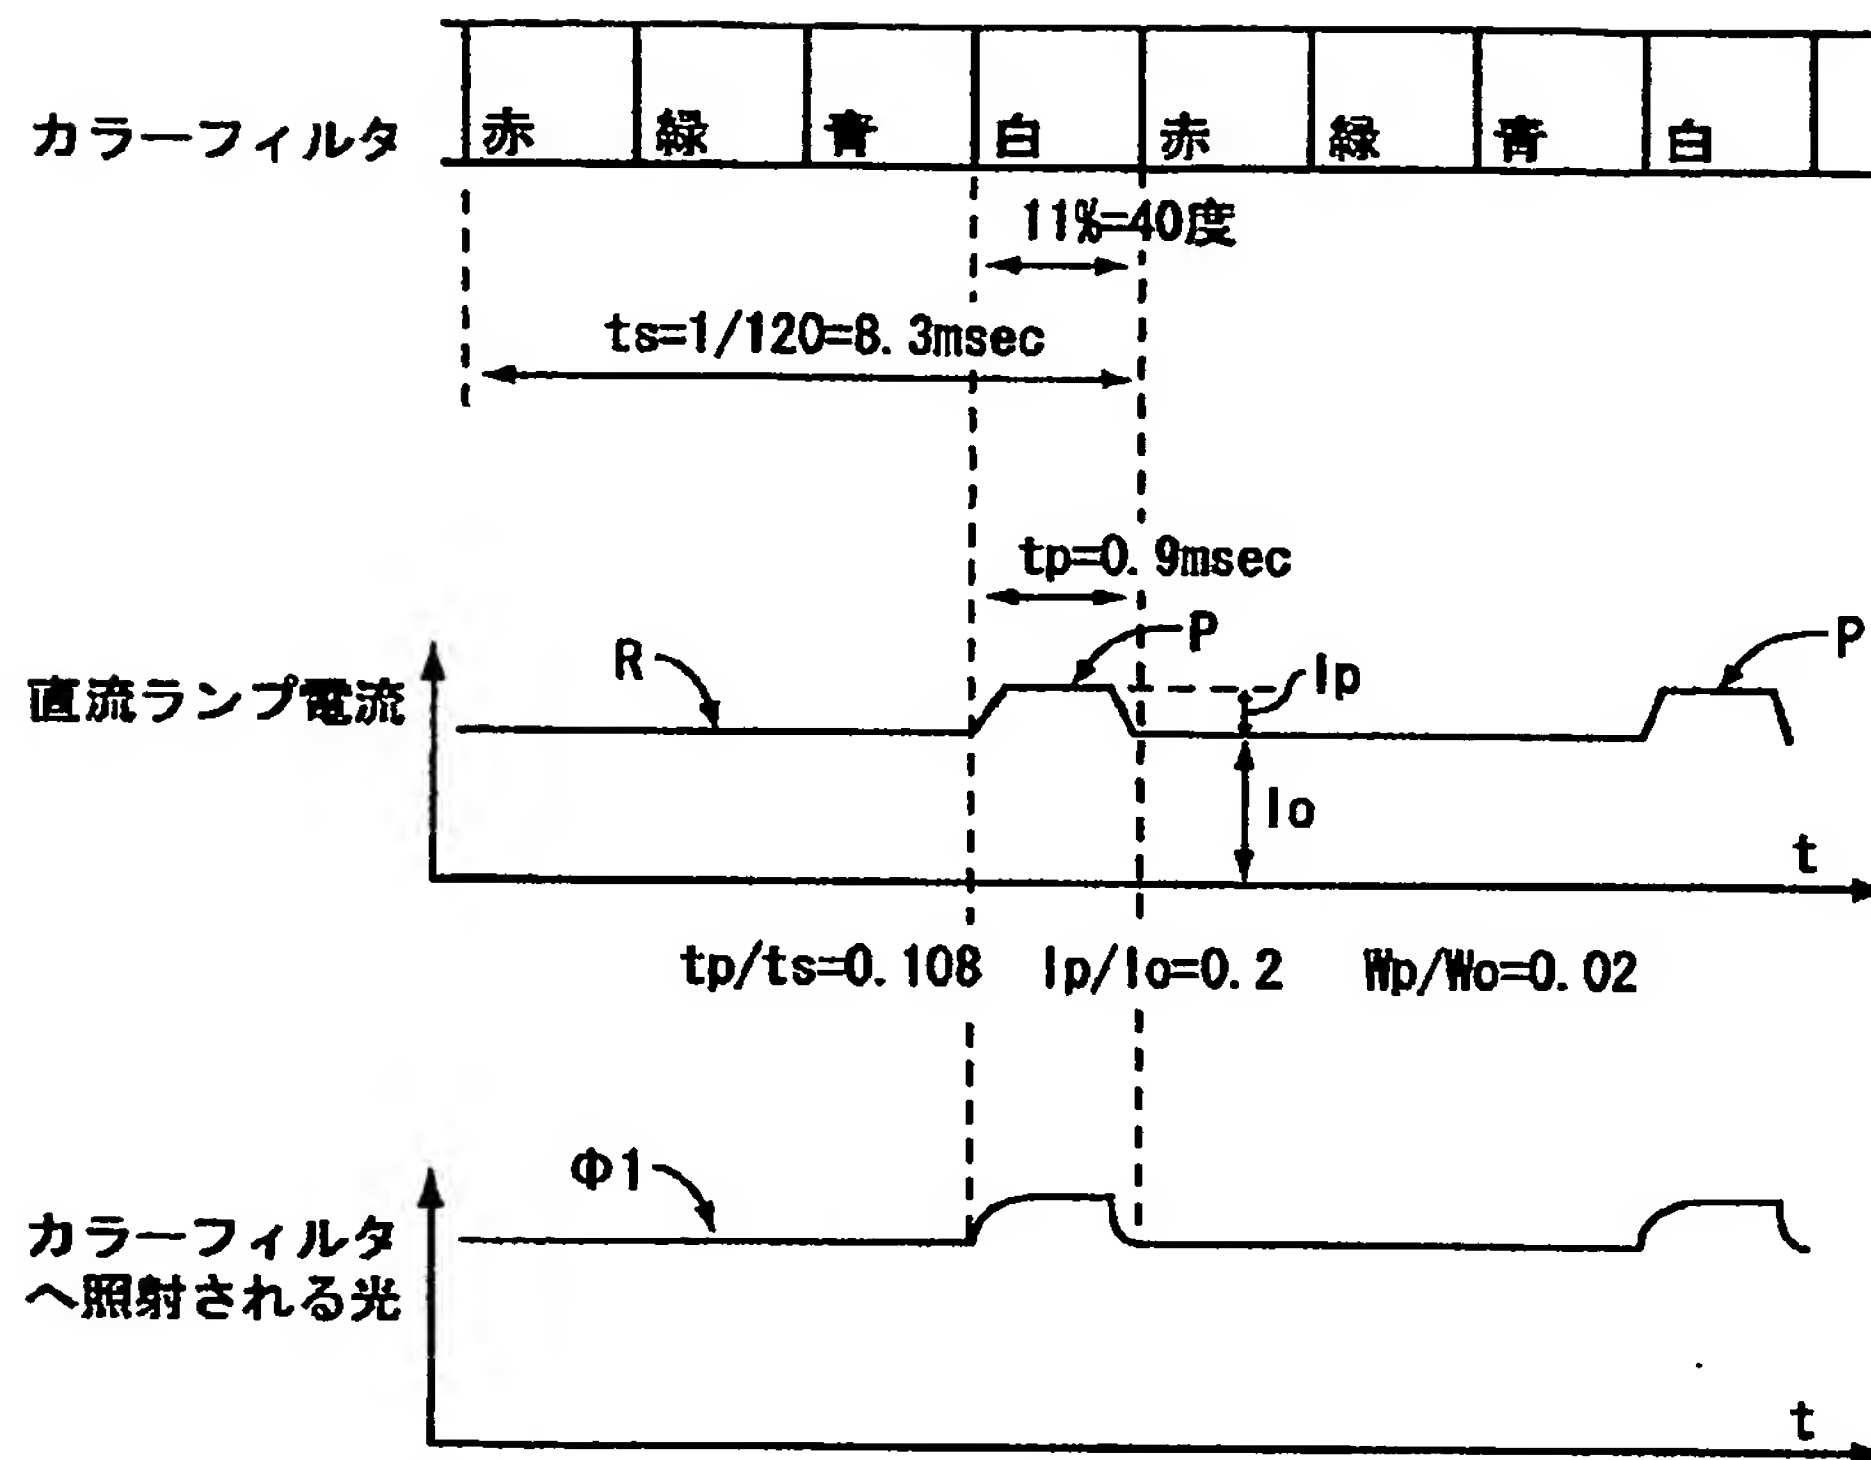 カラーフィルタ 赤 緑 青 白 赤 緑 青 白
11%=40度
ts=1/120=8.3msec
tp=0.9msec
R P Ip P
直流ランプ電流
Io
t
tp/ts=0.108 Ip/Io=0.2 Wp/Wo=0.02
Φ1
カラーフィルタ
へ照射される光
t